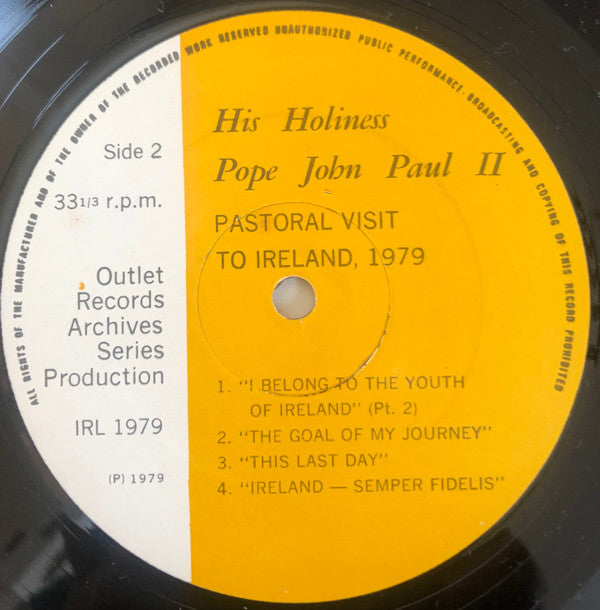 ALL RIGHTS OF THE MANUFACTURER AND OF THE OWNER OF THE RECORDED WORK RESERVED UNAUTHORIZED PUBLIC PERFORMANCE · BROADCASTING AND COPYING OF THIS RECORD PROHIBITED
His Holiness
Pope John Paul II
PASTORAL VISIT
TO IRELAND, 1979
Side 2
33 1/3 r.p.m.
Outlet
Records
Archives
Series
Production
IRL 1979
(P) 1979
1. "I BELONG TO THE YOUTH
OF IRELAND" (Pt. 2)
2. "THE GOAL OF MY JOURNEY"
3. "THIS LAST DAY"
4. "IRELAND — SEMPER FIDELIS"